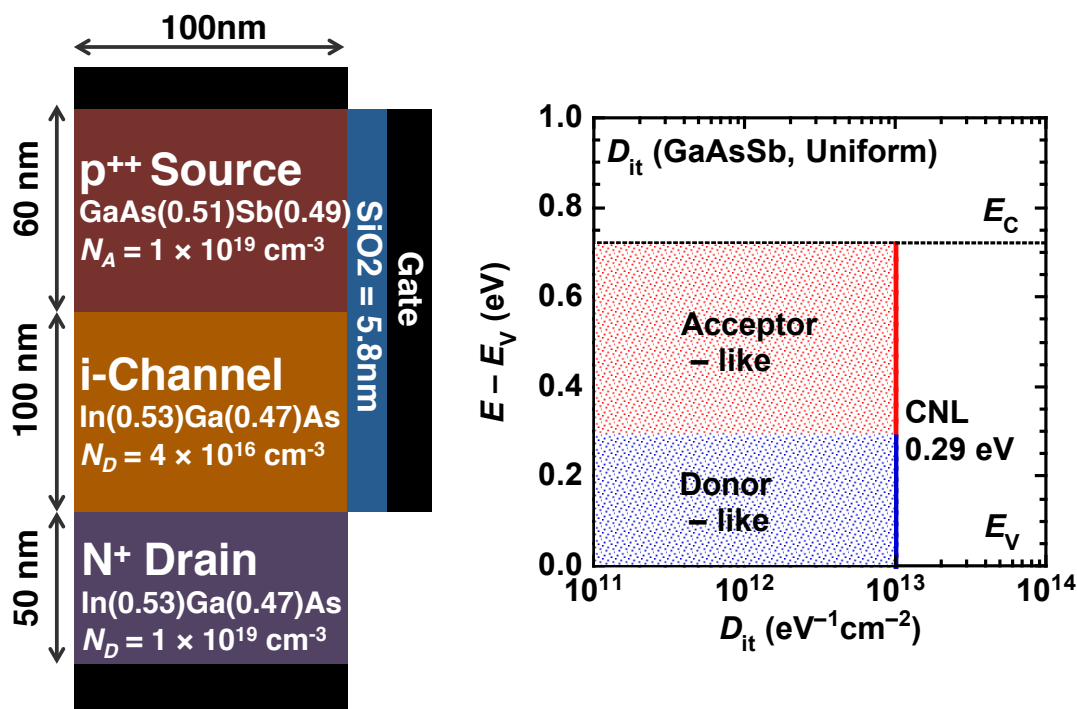 100nm
60 nm
100 nm
50 nm
p⁺⁺ Source
GaAs(0.51)Sb(0.49)
N_A = 1 × 10¹⁹ cm⁻³
i-Channel
In(0.53)Ga(0.47)As
N_D = 4 × 10¹⁶ cm⁻³
N⁺ Drain
In(0.53)Ga(0.47)As
N_D = 1 × 10¹⁹ cm⁻³
SiO2 = 5.8nm
Gate
D_it (GaAsSb, Uniform)
E_C
Acceptor
– like
CNL
0.29 eV
Donor
– like
E_V
E – E_V (eV)
1.0
0.8
0.6
0.4
0.2
0.0
10¹¹ 10¹² 10¹³ 10¹⁴
D_it (eV⁻¹cm⁻²)